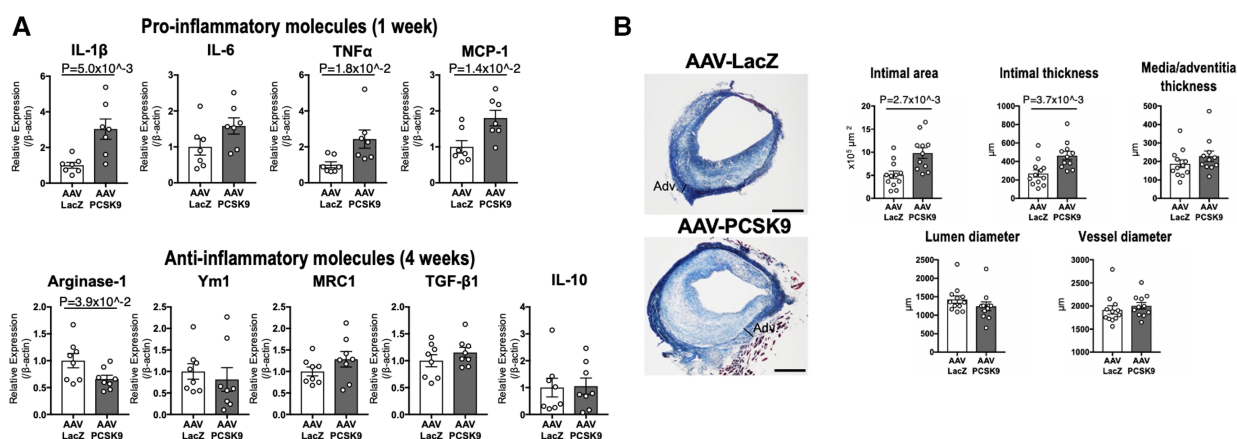 A
Pro-inflammatory molecules (1 week)
IL-1β
IL-6
TNFα
MCP-1
P=5.0x10^-3
P=1.8x10^-2
P=1.4x10^-2
Relative Expression
(/β-actin)
6
4
2
0
AAV AAV
LacZ PCSK9
Relative Expression
(/β-actin)
3
2
1
0
AAV AAV
LacZ PCSK9
Relative Expression
(/β-actin)
6
4
2
0
AAV AAV
LacZ PCSK9
Relative Expression
(/β-actin)
3
2
1
0
AAV AAV
LacZ PCSK9
Anti-inflammatory molecules (4 weeks)
Arginase-1
Ym1
MRC1
TGF-β1
IL-10
P=3.9x10^-2
Relative Expression
(/β-actin)
2.0
1.5
1.0
0.5
0.0
AAV AAV
LacZ PCSK9
Relative Expression
(/β-actin)
2.5
2.0
1.5
1.0
0.5
0.0
AAV AAV
LacZ PCSK9
Relative Expression
(/β-actin)
2.5
2.0
1.5
1.0
0.5
0.0
AAV AAV
LacZ PCSK9
Relative Expression
(/β-actin)
2.0
1.5
1.0
0.5
0.0
AAV AAV
LacZ PCSK9
Relative Expression
(/β-actin)
4
3
2
1
0
AAV AAV
LacZ PCSK9
B
AAV-LacZ
Adv.
AAV-PCSK9
Adv.
Intimal area
P=2.7x10^-3
x10⁵ μm ²
20
15
10
5
0
AAV AAV
LacZ PCSK9
Intimal thickness
P=3.7x10^-3
μm
1000
800
600
400
200
0
AAV AAV
LacZ PCSK9
Media/adventitia
thickness
μm
500
400
300
200
100
0
AAV AAV
LacZ PCSK9
Lumen diameter
μm
2500
2000
1500
1000
500
0
AAV AAV
LacZ PCSK9
Vessel diameter
μm
3000
2500
2000
1500
1000
AAV AAV
LacZ PCSK9